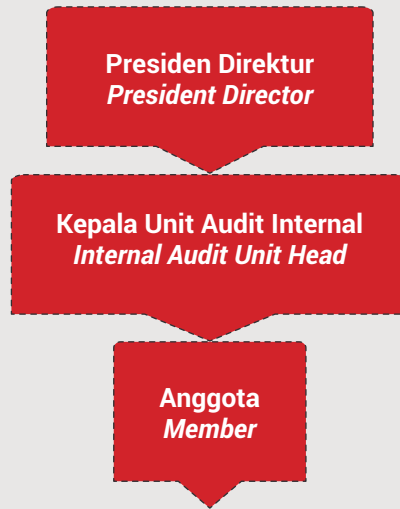 Presiden Direktur
President Director
Kepala Unit Audit Internal
Internal Audit Unit Head
Anggota
Member